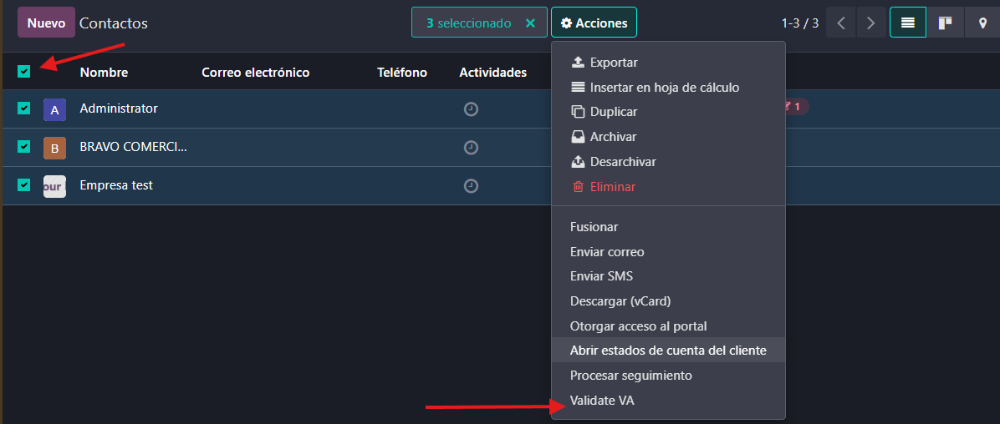 Nuevo Contactos 3 seleccionado Acciones 1-3 / 3
Nombre Correo electrónico Teléfono Actividades
Exportar
Insertar en hoja de cálculo
Duplicar
Archivar
Desarchivar
Eliminar
Fusionar
Enviar correo
Enviar SMS
Descargar (vCard)
Otorgar acceso al portal
Abrir estados de cuenta del cliente
Procesar seguimiento
Validate VA
A Administrator 1
B BRAVO COMERCI...
our Empresa test